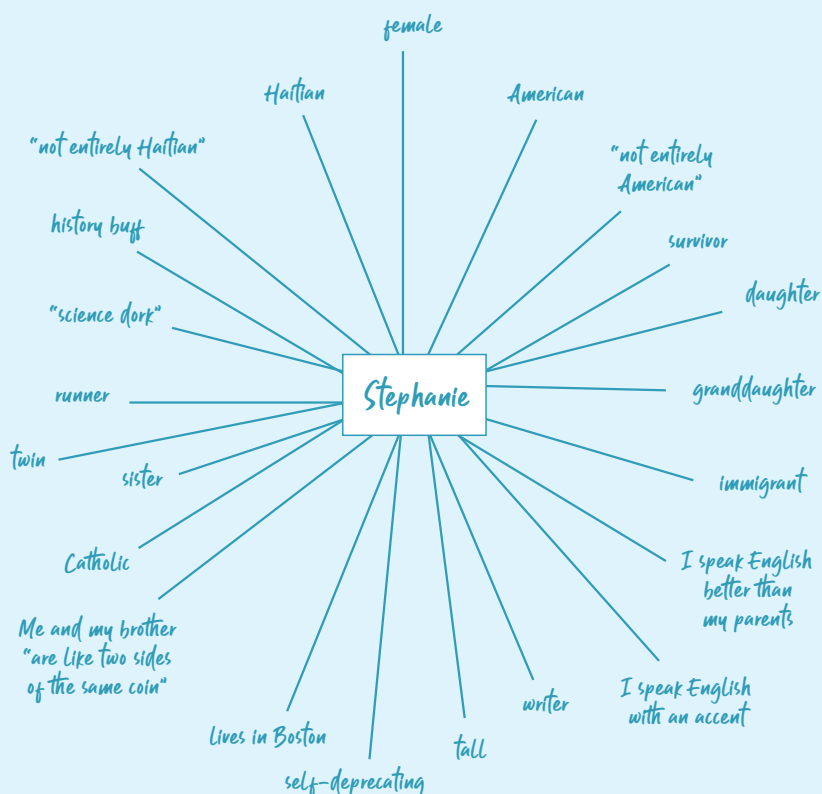 female
Haitian
American
"not entirely Haitian"
"not entirely
American"
history buff
survivor
"science dork"
daughter
runner
Stephanie
granddaughter
twin
sister
immigrant
Catholic
I speak English
better than
my parents
Me and my brother
"are like two sides
of the same coin"
I speak English
with an accent
lives in Boston
writer
self-deprecating
tall